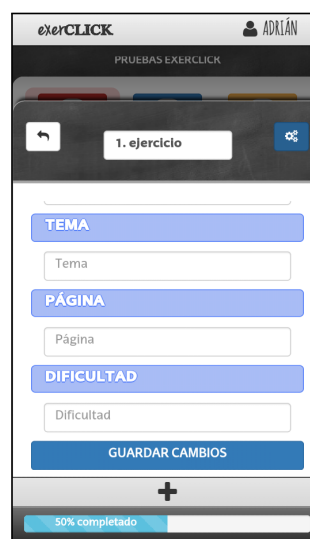 exerCLICK
ADRIÁN
PRUEBAS EXERCLICK
1. ejercicio
TEMA
Tema
PÁGINA
Página
DIFICULTAD
Dificultad
GUARDAR CAMBIOS
50% completado